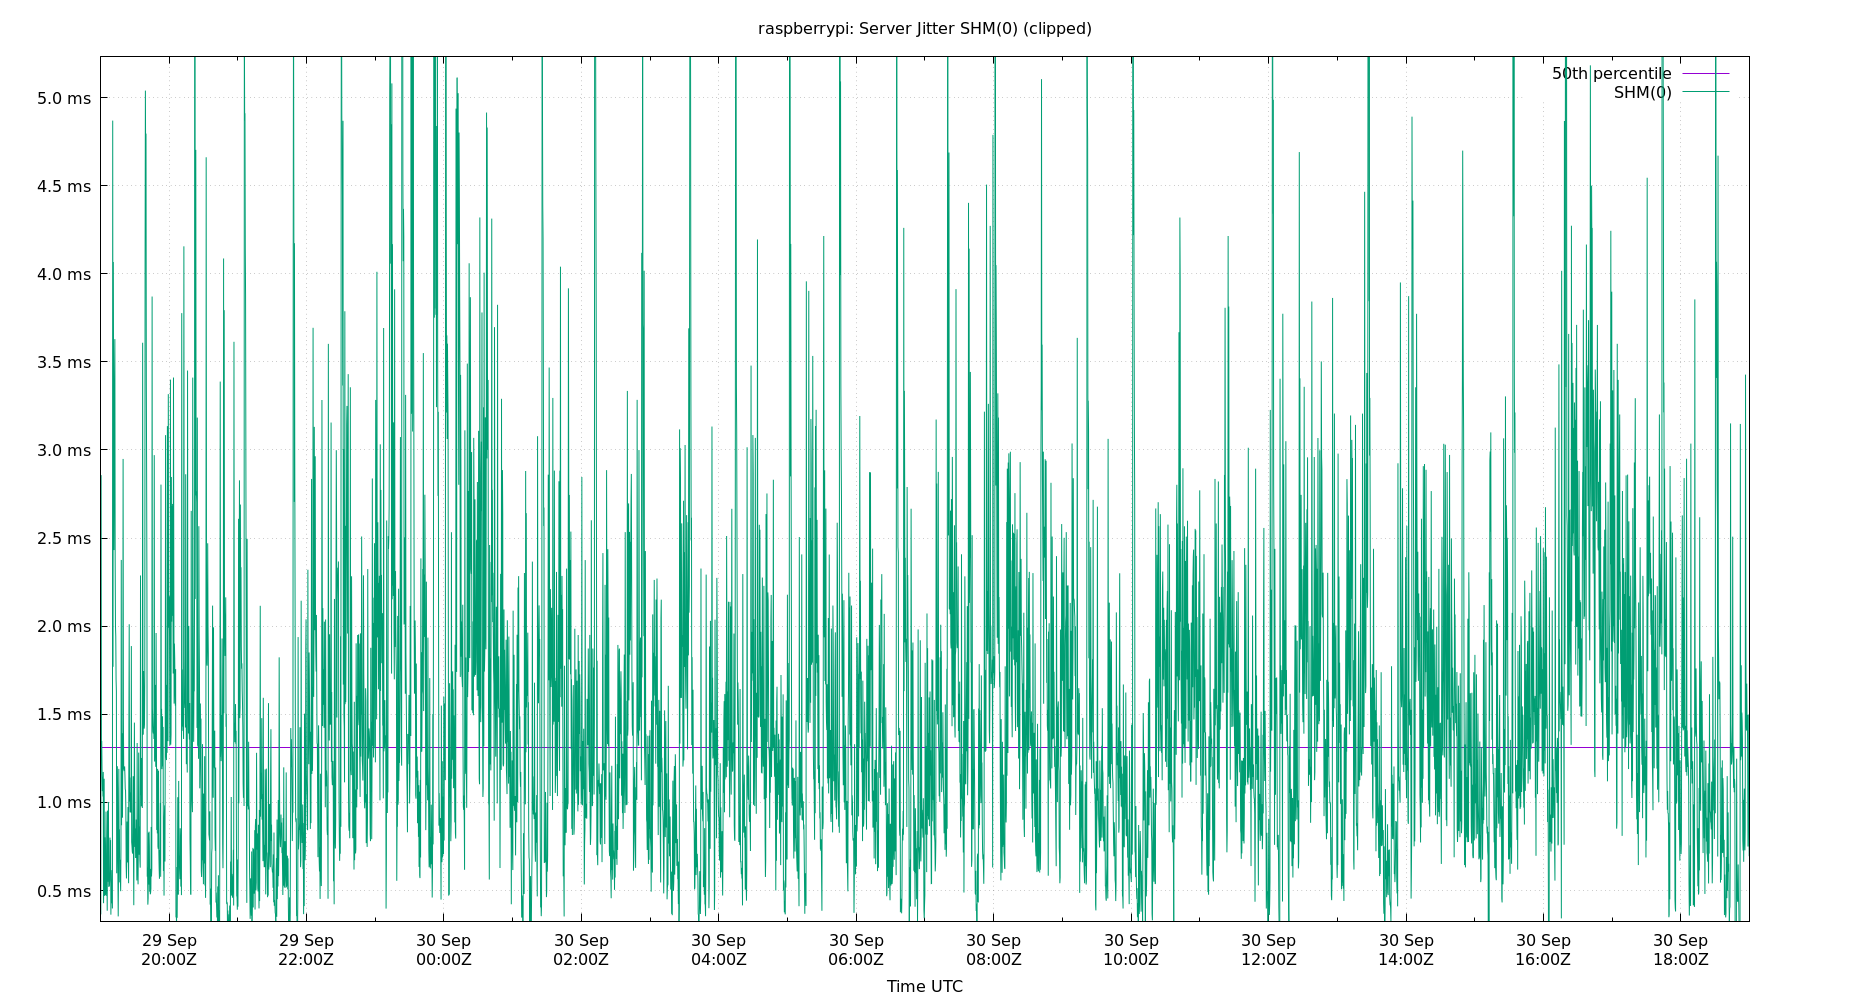 raspberrypi: Server Jitter SHM(0) (clipped)
50th percentile
SHM(0)
5.0 ms
4.5 ms
4.0 ms
3.5 ms
3.0 ms
2.5 ms
2.0 ms
1.5 ms
1.0 ms
0.5 ms
29 Sep 29 Sep 30 Sep 30 Sep 30 Sep 30 Sep 30 Sep 30 Sep 30 Sep 30 Sep 30 Sep 30 Sep
20:00Z 22:00Z 00:00Z 02:00Z 04:00Z 06:00Z 08:00Z 10:00Z 12:00Z 14:00Z 16:00Z 18:00Z
Time UTC